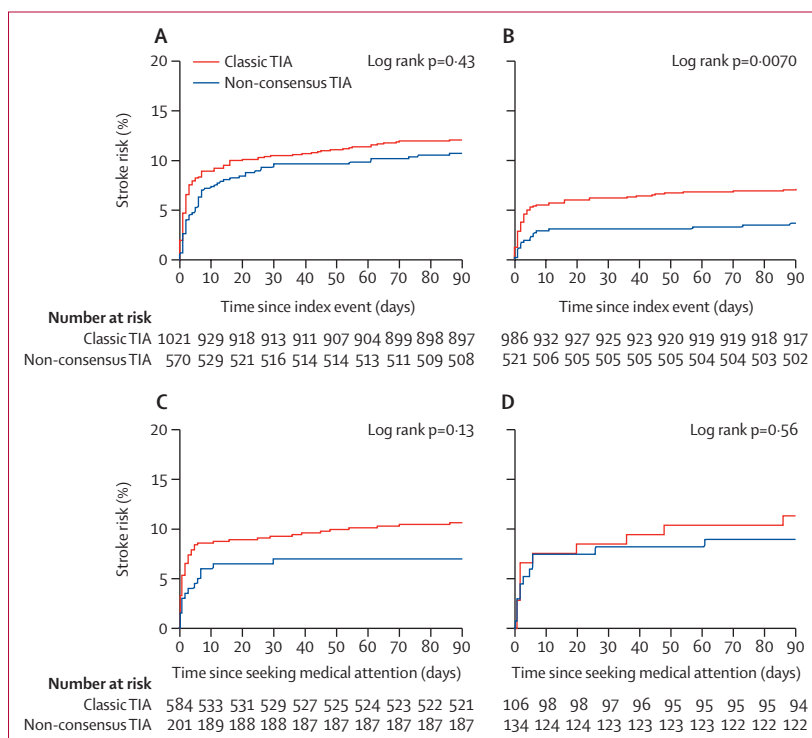 A
B
Classic TIA
Non-consensus TIA
Log rank p=0·43
Log rank p=0·0070
20
15
10
5
0
Stroke risk (%)
0 10 20 30 40 50 60 70 80 90
0 10 20 30 40 50 60 70 80 90
Time since index event (days)
Time since index event (days)
Number at risk
Classic TIA 1021 929 918 913 911 907 904 899 898 897
986 932 927 925 923 920 919 919 918 917
Non-consensus TIA 570 529 521 516 514 514 513 511 509 508
521 506 505 505 505 505 504 504 503 502
C
D
Log rank p=0·13
Log rank p=0·56
20
15
10
5
0
Stroke risk (%)
20
15
10
5
0
20
15
10
5
0
0 10 20 30 40 50 60 70 80 90
0 10 20 30 40 50 60 70 80 90
Time since seeking medical attention (days)
Time since seeking medical attention (days)
Number at risk
Classic TIA 584 533 531 529 527 525 524 523 522 521
106 98 98 97 96 95 95 95 95 94
Non-consensus TIA 201 189 188 188 187 187 187 187 187 187
134 124 124 123 123 123 123 122 122 122